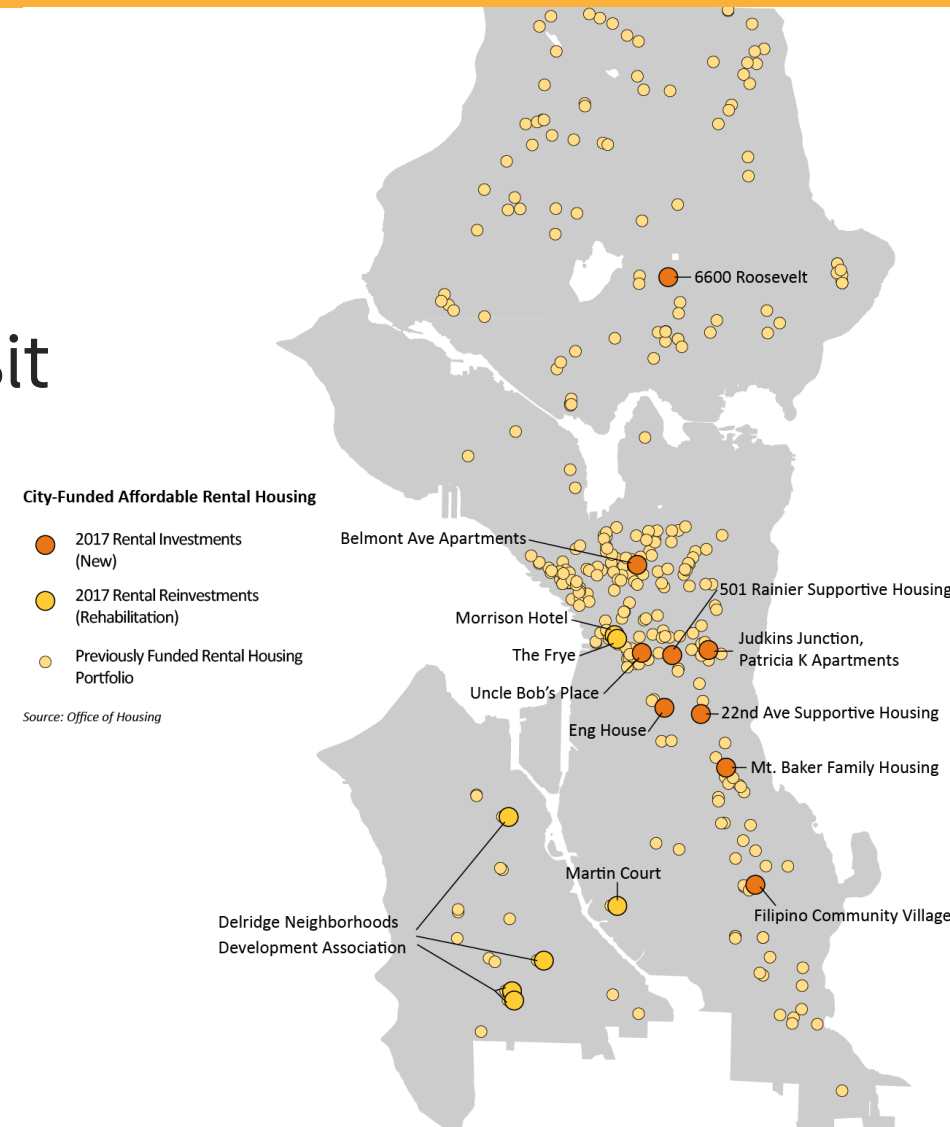 sit
6600 Roosevelt
City-Funded Affordable Rental Housing
2017 Rental Investments
(New)
2017 Rental Reinvestments
(Rehabilitation)
Previously Funded Rental Housing
Portfolio
Source: Office of Housing
Belmont Ave Apartments
501 Rainier Supportive Housing
Morrison Hotel
The Frye
Judkins Junction,
Patricia K Apartments
Uncle Bob's Place
Eng House
22nd Ave Supportive Housing
Mt. Baker Family Housing
Martin Court
Filipino Community Village
Delridge Neighborhoods
Development Association